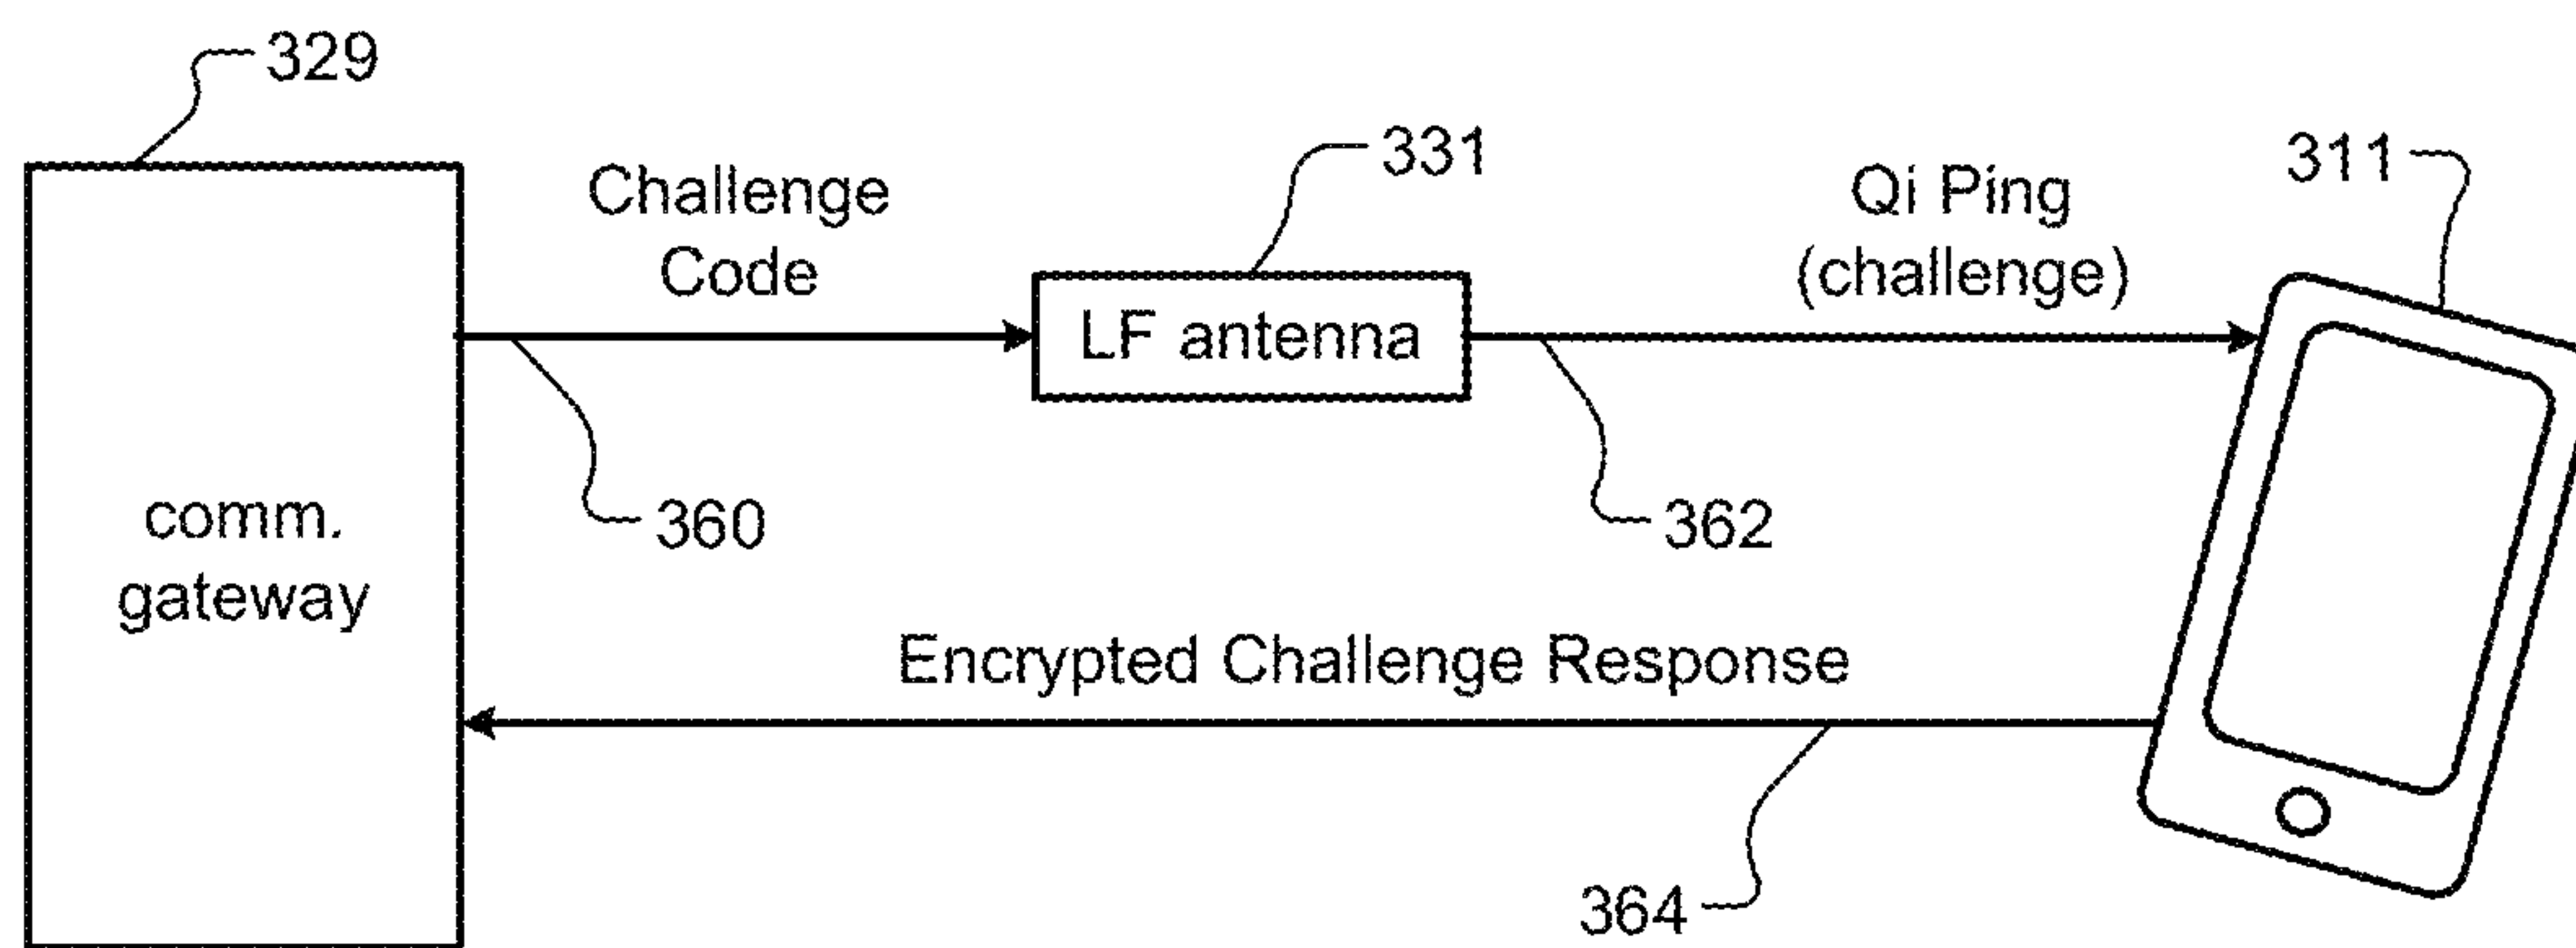 329
331
311
Challenge
Code
Qi Ping
(challenge)
LF antenna
360
362
comm.
gateway
Encrypted Challenge Response
364